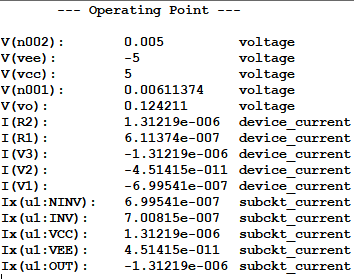 --- Operating Point ---
V(n002): 0.005 voltage
V(vee): -5 voltage
V(vcc): 5 voltage
V(n001): 0.00611374 voltage
V(vo): 0.124211 voltage
I(R2): 1.31219e-006 device_current
I(R1): 6.11374e-007 device_current
I(V3): -1.31219e-006 device_current
I(V2): -4.51415e-011 device_current
I(V1): -6.99541e-007 device_current
Ix(u1:NINV): 6.99541e-007 subckt_current
Ix(u1:INV): 7.00815e-007 subckt_current
Ix(u1:VCC): 1.31219e-006 subckt_current
Ix(u1:VEE): 4.51415e-011 subckt_current
Ix(u1:OUT): -1.31219e-006 subckt_current